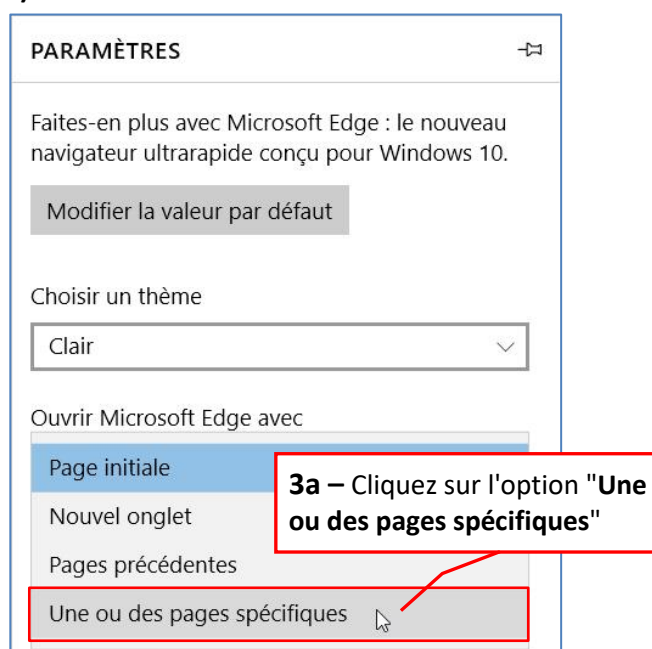 PARAMÈTRES
Faites-en plus avec Microsoft Edge : le nouveau
navigateur ultrarapide conçu pour Windows 10.
Modifier la valeur par défaut
Choisir un thème
Clair
Ouvrir Microsoft Edge avec
Page initiale
3a – Cliquez sur l'option "Une
ou des pages spécifiques"
Nouvel onglet
Pages précédentes
Une ou des pages spécifiques